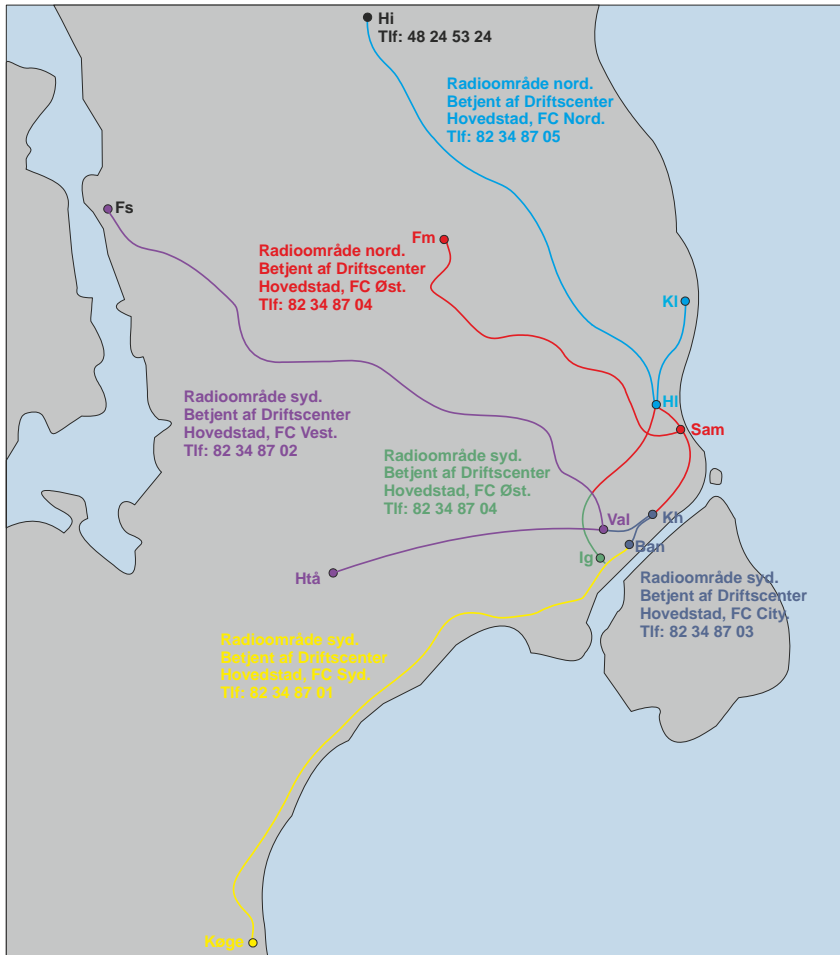 Hi
Tlf: 48 24 53 24
Radioområde nord.
Betjent af Driftscenter
Hovedstad, FC Nord.
Tlf: 82 34 87 05
Fs
Fm
Radioområde nord.
Betjent af Driftscenter
Hovedstad, FC Øst.
Tlf: 82 34 87 04
Kl
Radioområde syd.
Betjent af Driftscenter
Hovedstad, FC Vest.
Tlf: 82 34 87 02
Hl
Sam
Radioområde syd.
Betjent af Driftscenter
Hovedstad, FC Øst.
Tlf: 82 34 87 04
Val
Kh
Ban
Ig
Htå
Radioområde syd.
Betjent af Driftscenter
Hovedstad, FC City.
Tlf: 82 34 87 03
Radioområde syd.
Betjent af Driftscenter
Hovedstad, FC Syd.
Tlf: 82 34 87 01
Køge